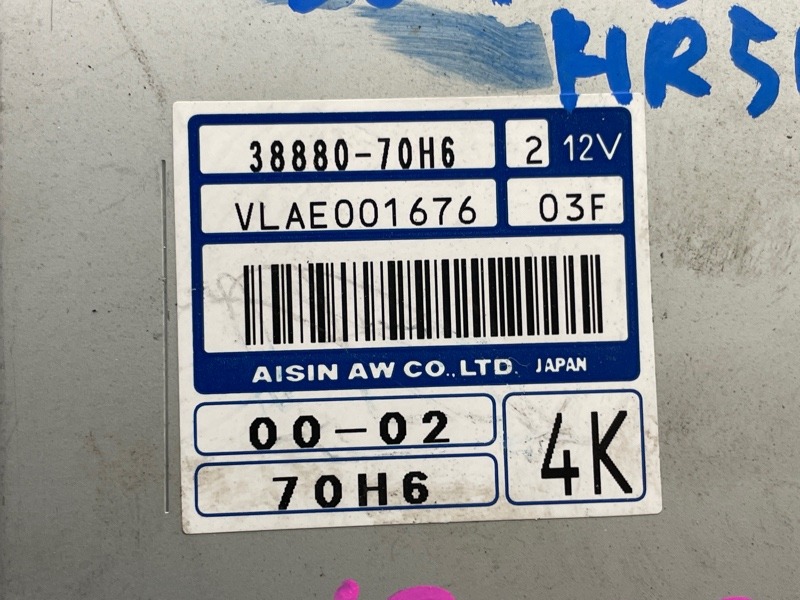 HR5
38880-70H6 2 12V
VLAE001676 03F
AISIN AW CO.,LTD. JAPAN
00-02
4K
70H6